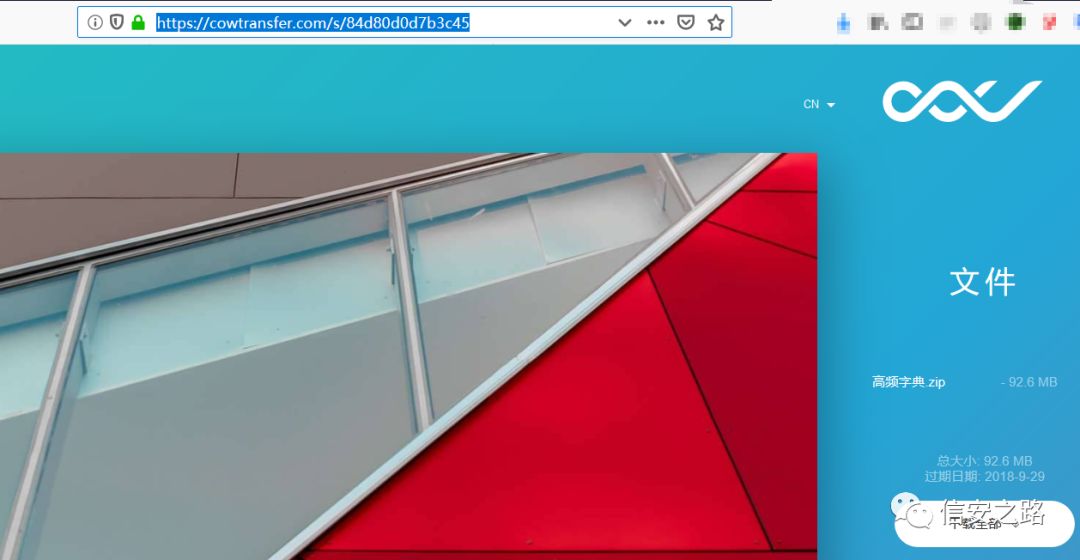 https://cowtransfer.com/s/84d80d0d7b3c45
CN
文件
高频字典.zip - 92.6 MB
总大小: 92.6 MB
过期日期: 2018-9-29
信安之路
下载全部